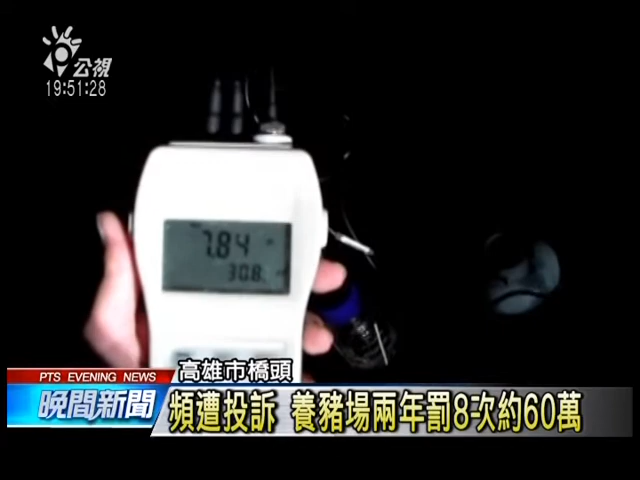 公視
19:51:28
7.84
30.8
高雄市橋頭
PTS EVENING NEWS
晚間新聞
頻遭投訴 養豬場兩年罰8次約60萬